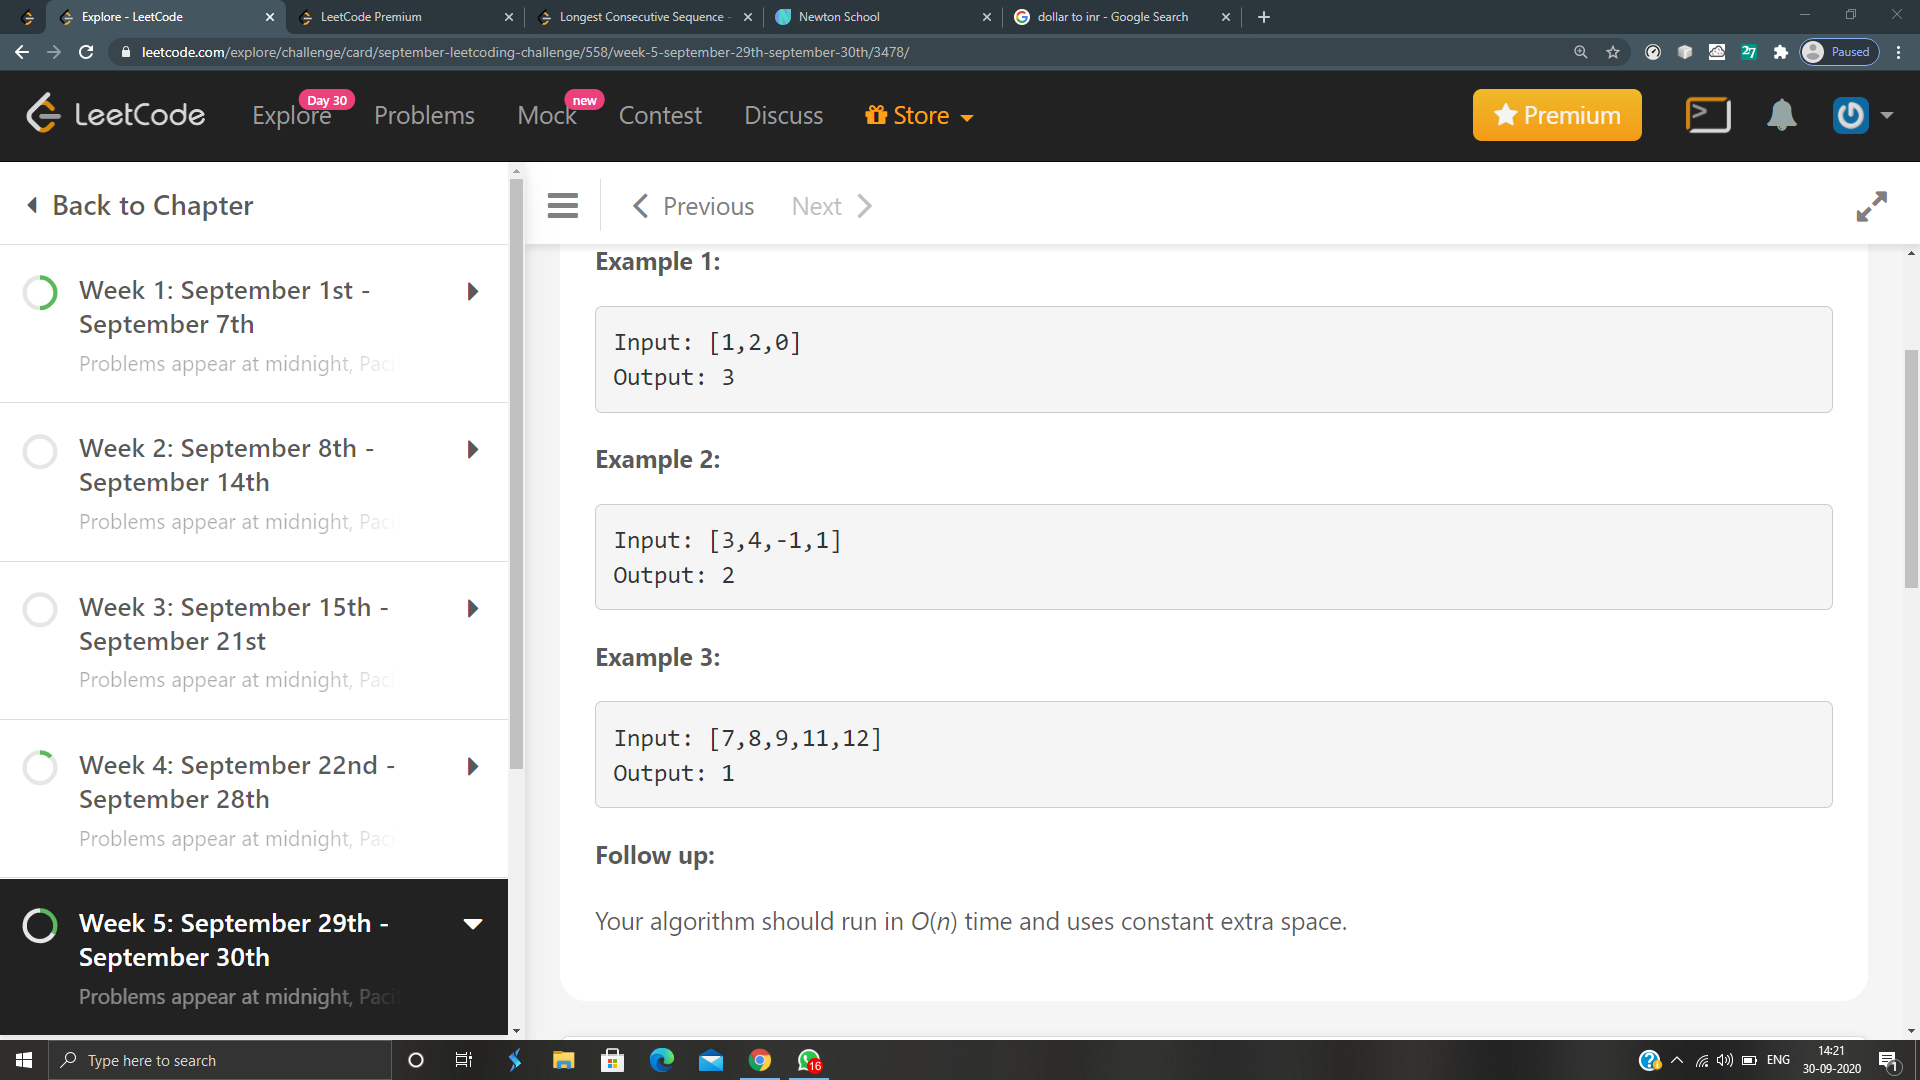 Explore - LeetCode
LeetCode Premium
Longest Consecutive Sequence -
Newton School
dollar to inr - Google Search
leetcode.com/explore/challenge/card/september-leetcoding-challenge/558/week-5-september-29th-september-30th/3478/
27
Paused
LeetCode
Explore
Day 30
Problems
Mock
new
Contest
Discuss
Store
Premium
Back to Chapter
Previous
Next
Week 1: September 1st -
September 7th
Problems appear at midnight, Paci
Week 2: September 8th -
September 14th
Problems appear at midnight, Paci
Week 3: September 15th -
September 21st
Problems appear at midnight, Paci
Week 4: September 22nd -
September 28th
Problems appear at midnight, Paci
Week 5: September 29th -
September 30th
Problems appear at midnight, Paci
Example 1:
Input: [1,2,0]
Output: 3
Example 2:
Input: [3,4,-1,1]
Output: 2
Example 3:
Input: [7,8,9,11,12]
Output: 1
Follow up:
Your algorithm should run in O(n) time and uses constant extra space.
Type here to search
16
ENG
14:21
30-09-2020
1